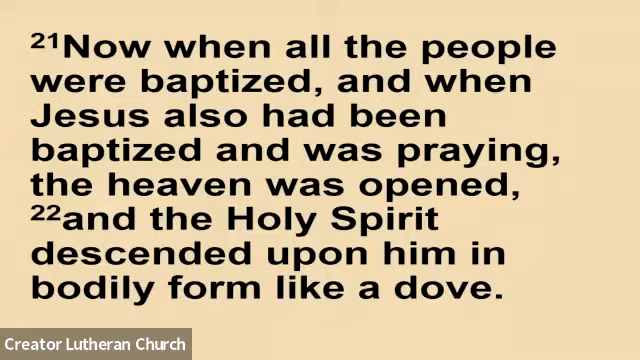 ²¹Now when all the people
were baptized, and when
Jesus also had been
baptized and was praying,
the heaven was opened,
²²and the Holy Spirit
descended upon him in
bodily form like a dove.
Creator Lutheran Church